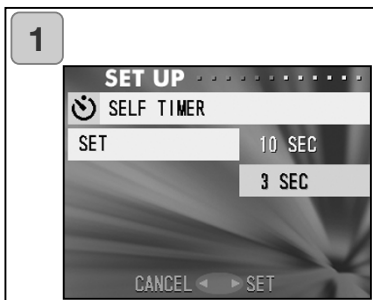 1
SET UP
SELF TIMER
SET
10 SEC
3 SEC
CANCEL SET